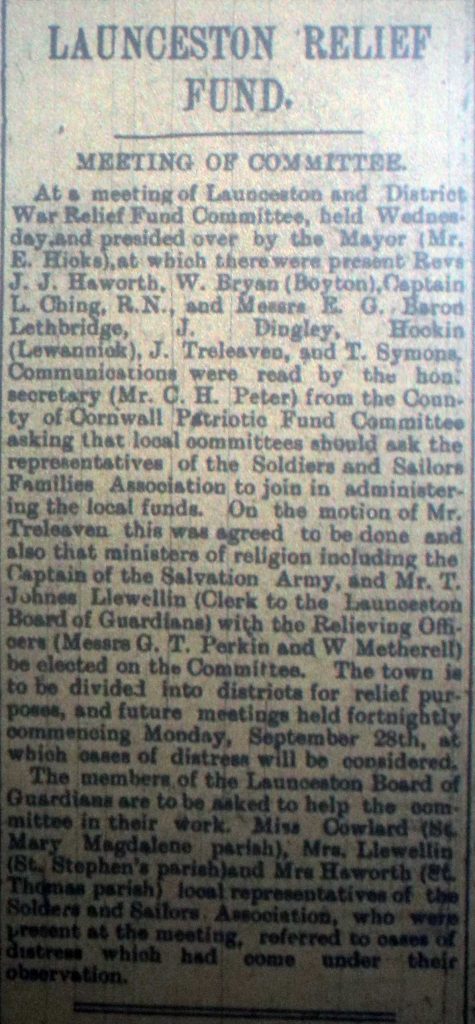 LAUNCESTON RELIEF
FUND.
MEETING OF COMMITTEE.
At a meeting of Launceston and District
War Relief Fund Committee, held Wednes-
day,and presided over by the Mayor (Mr.
E. Hicks),at which there were present Revs
J. J. Haworth, W. Bryan (Boyton),Captain
L. Ching, R.N., and Messrs E. G. Baron
Lethbridge, J. Dingley, Hockin
(Lewannick), J. Treleaven, and T. Symons.
Communications were read by the hon.
secretary (Mr. C. H. Peter) from the Coun-
ty of Cornwall Patriotic Fund Committee
asking that local committees should ask the
representatives of the Soldiers and Sailors
Families Association to join in administer-
ing the local funds. On the motion of Mr.
Treleaven this was agreed to be done and
also that ministers of religion including the
Captain of the Salvation Army, and Mr. T.
Johnes Llewellin (Clerk to the Launceston
Board of Guardians) with the Relieving Offi-
cers (Messrs G. T. Perkin and W Metherell)
be elected on the Committee. The town is
to be divided into districts for relief pur-
poses, and future meetings held fortnightly
commencing Monday, September 28th, at
which cases of distress will be considered.
The members of the Launceston Board of
Guardians are to be asked to help the com-
mittee in their work. Miss Cowlard (St.
Mary Magdalene parish), Mrs. Llewellin
(St. Stephen's parish)and Mrs Haworth (St.
Thomas parish) local representatives of the
Solders and Sailors Association, who were
present at the meeting, referred to cases of
distress which had come under their
observation.